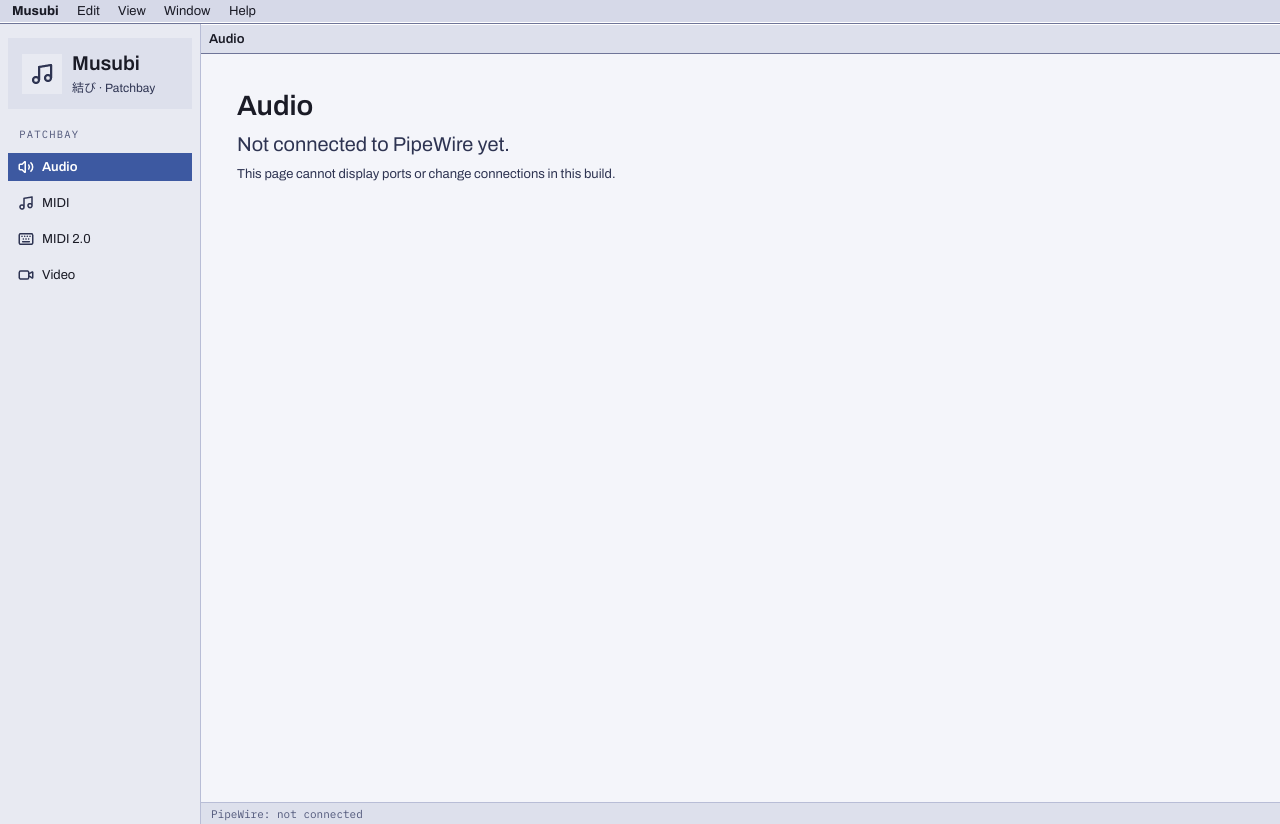 Musubi Edit View Window Help
Musubi
結び · Patchbay
PATCHBAY
Audio
MIDI
MIDI 2.0
Video
Audio
Audio
Not connected to PipeWire yet.
This page cannot display ports or change connections in this build.
PipeWire: not connected